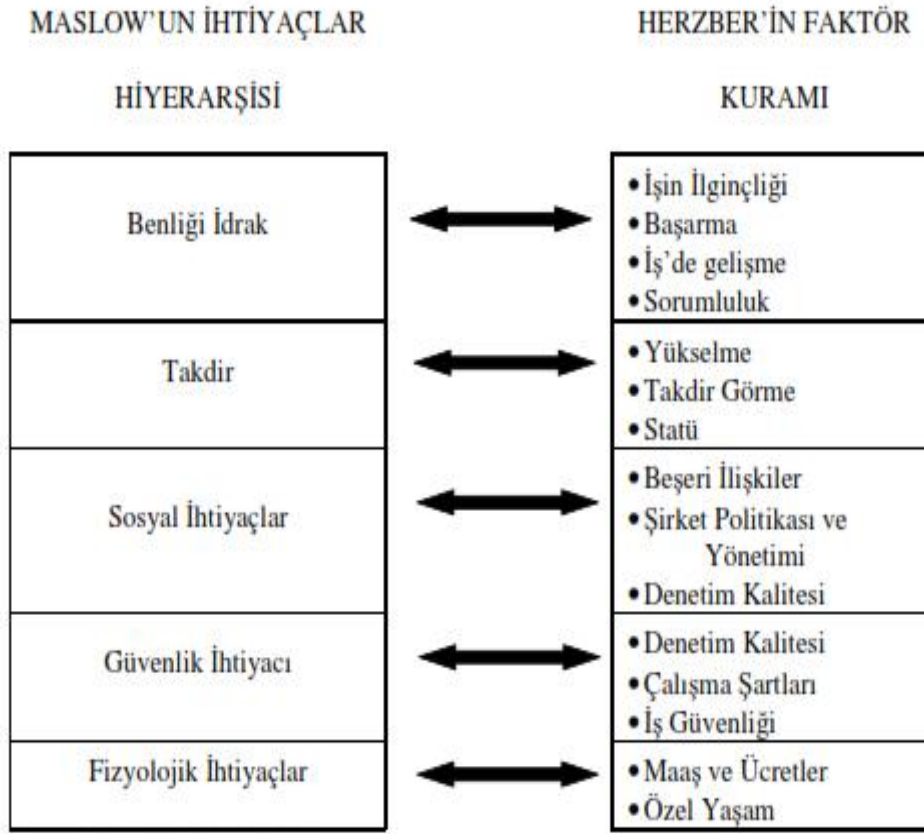 MASLOW'UN İHTİYAÇLAR
HİYERARŞİSİ
HERZBER'İN FAKTÖR
KURAMI
Benliği İdrak
•İşin İlginçliği
•Başarma
•İş'de gelişme
•Sorumluluk
Takdir
•Yükselme
•Takdir Görme
•Statü
Sosyal İhtiyaçlar
•Beşeri İlişkiler
•Şirket Politikası ve
Yönetimi
•Denetim Kalitesi
Güvenlik İhtiyacı
•Denetim Kalitesi
•Çalışma Şartları
•İş Güvenliği
Fizyolojik İhtiyaçlar
•Maaş ve Ücretler
•Özel Yaşam